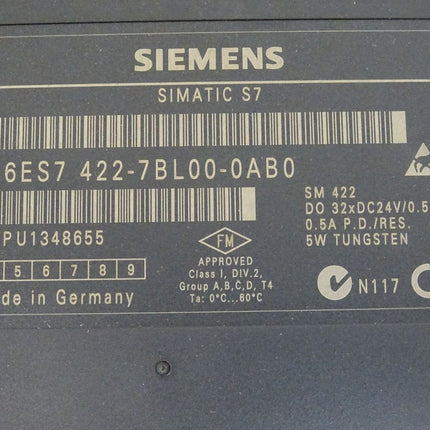 SIEMENS
SIMATIC S7
6ES7 422-7BL00-0AB0
PU1348655
SM 422
DO 32xDC24V/0.5
0.5A P.D./RES.
5W TUNGSTEN
FM
APPROVED
Class I, DIV.2,
Group A,B,C,D, T4
Ta: 0°C...60°C
5 6 7 8 9
de in Germany
N117